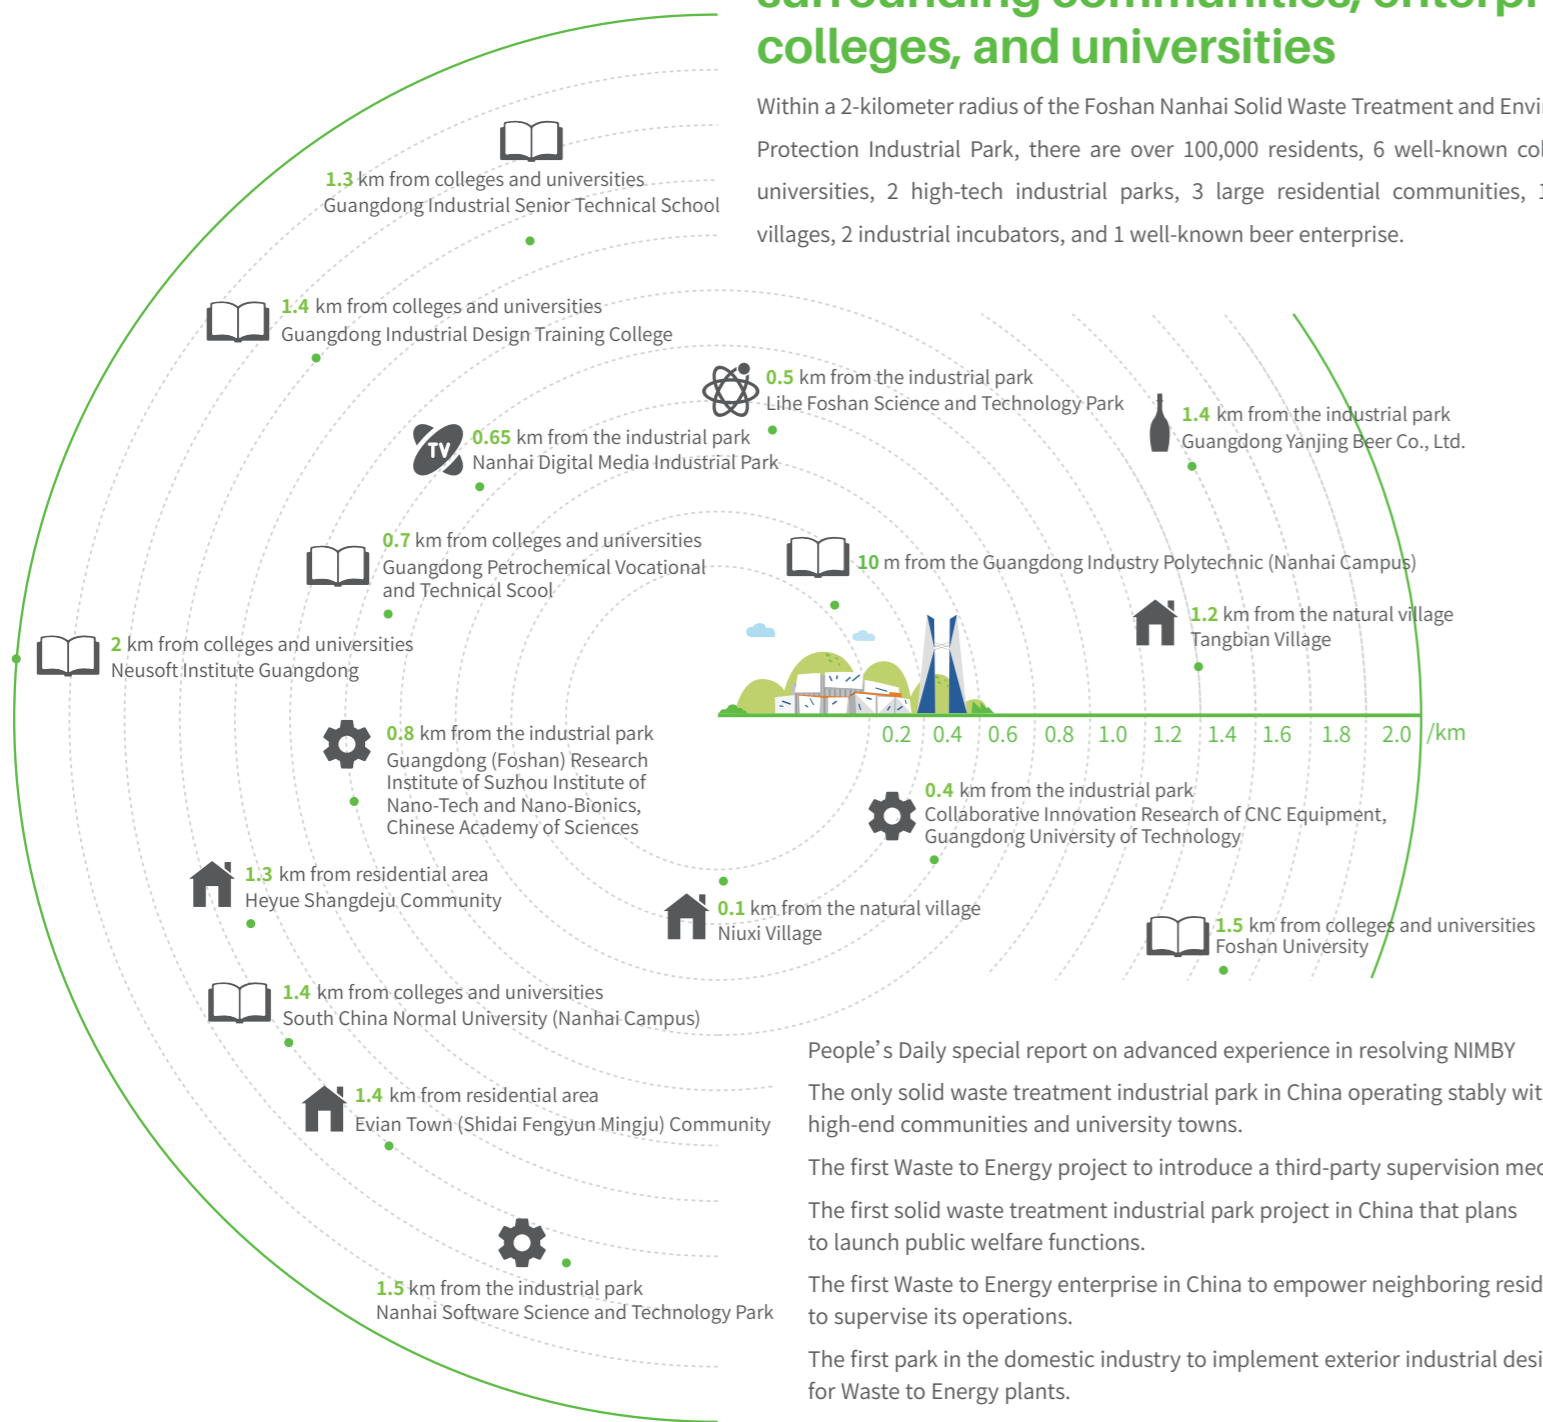 colleges, and universities
Within a 2-kilometer radius of the Foshan Nanhai Solid Waste Treatment and
Protection Industrial Park, there are over 100,000 residents, 6 well-known
universities, 2 high-tech industrial parks, 3 large residential communities,
villages, 2 industrial incubators, and 1 well-known beer enterprise.
1.3 km from colleges and universities
Guangdong Industrial Senior Technical School
1.4 km from colleges and universities
Guangdong Industrial Design Training College
0.5 km from the industrial park
Lihe Foshan Science and Technology Park
1.4 km from the industrial park
Guangdong Yanjing Beer Co., Ltd.
TV
0.65 km from the industrial park
Nanhai Digital Media Industrial Park
0.7 km from colleges and universities
Guangdong Petrochemical Vocational
and Technical Scool
10 m from the Guangdong Industry Polytechnic (Nanhai Campus)
1.2 km from the natural village
Tangbian Village
2 km from colleges and universities
Neusoft Institute Guangdong
0.8 km from the industrial park
Guangdong (Foshan) Research
Institute of Suzhou Institute of
Nano-Tech and Nano-Bionics,
Chinese Academy of Sciences
0.2 0.4 0.6 0.8 1.0 1.2 1.4 1.6 1.8 2.0 /km
0.4 km from the industrial park
Collaborative Innovation Research of CNC Equipment,
Guangdong University of Technology
1.3 km from residential area
Heyue Shangdeju Community
0.1 km from the natural village
Niuxi Village
1.5 km from colleges and universities
Foshan University
1.4 km from colleges and universities
South China Normal University (Nanhai Campus)
1.4 km from residential area
Evian Town (Shidai Fengyun Mingju) Community
1.5 km from the industrial park
Nanhai Software Science and Technology Park
People's Daily special report on advanced experience in resolving NIMBY
The only solid waste treatment industrial park in China operating stably
high-end communities and university towns.
The first Waste to Energy project to introduce a third-party supervision
The first solid waste treatment industrial park project in China that plans
to launch public welfare functions.
The first Waste to Energy enterprise in China to empower neighboring
to supervise its operations.
The first park in the domestic industry to implement exterior industrial
for Waste to Energy plants.